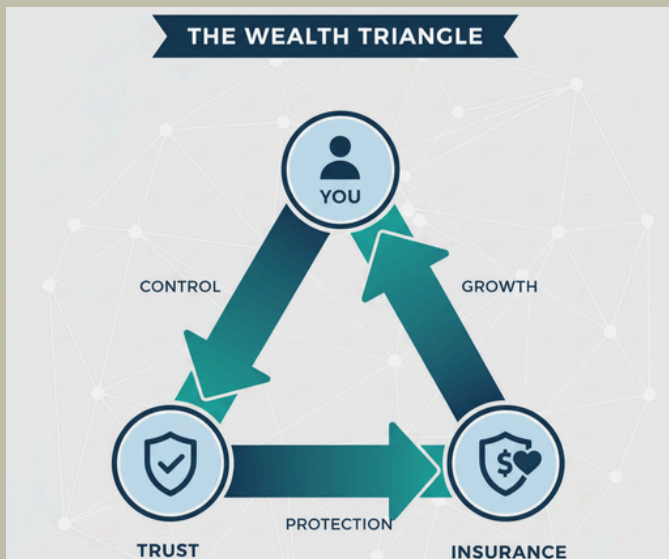 THE WEALTH TRIANGLE
YOU
CONTROL
GROWTH
$
PROTECTION
TRUST
INSURANCE